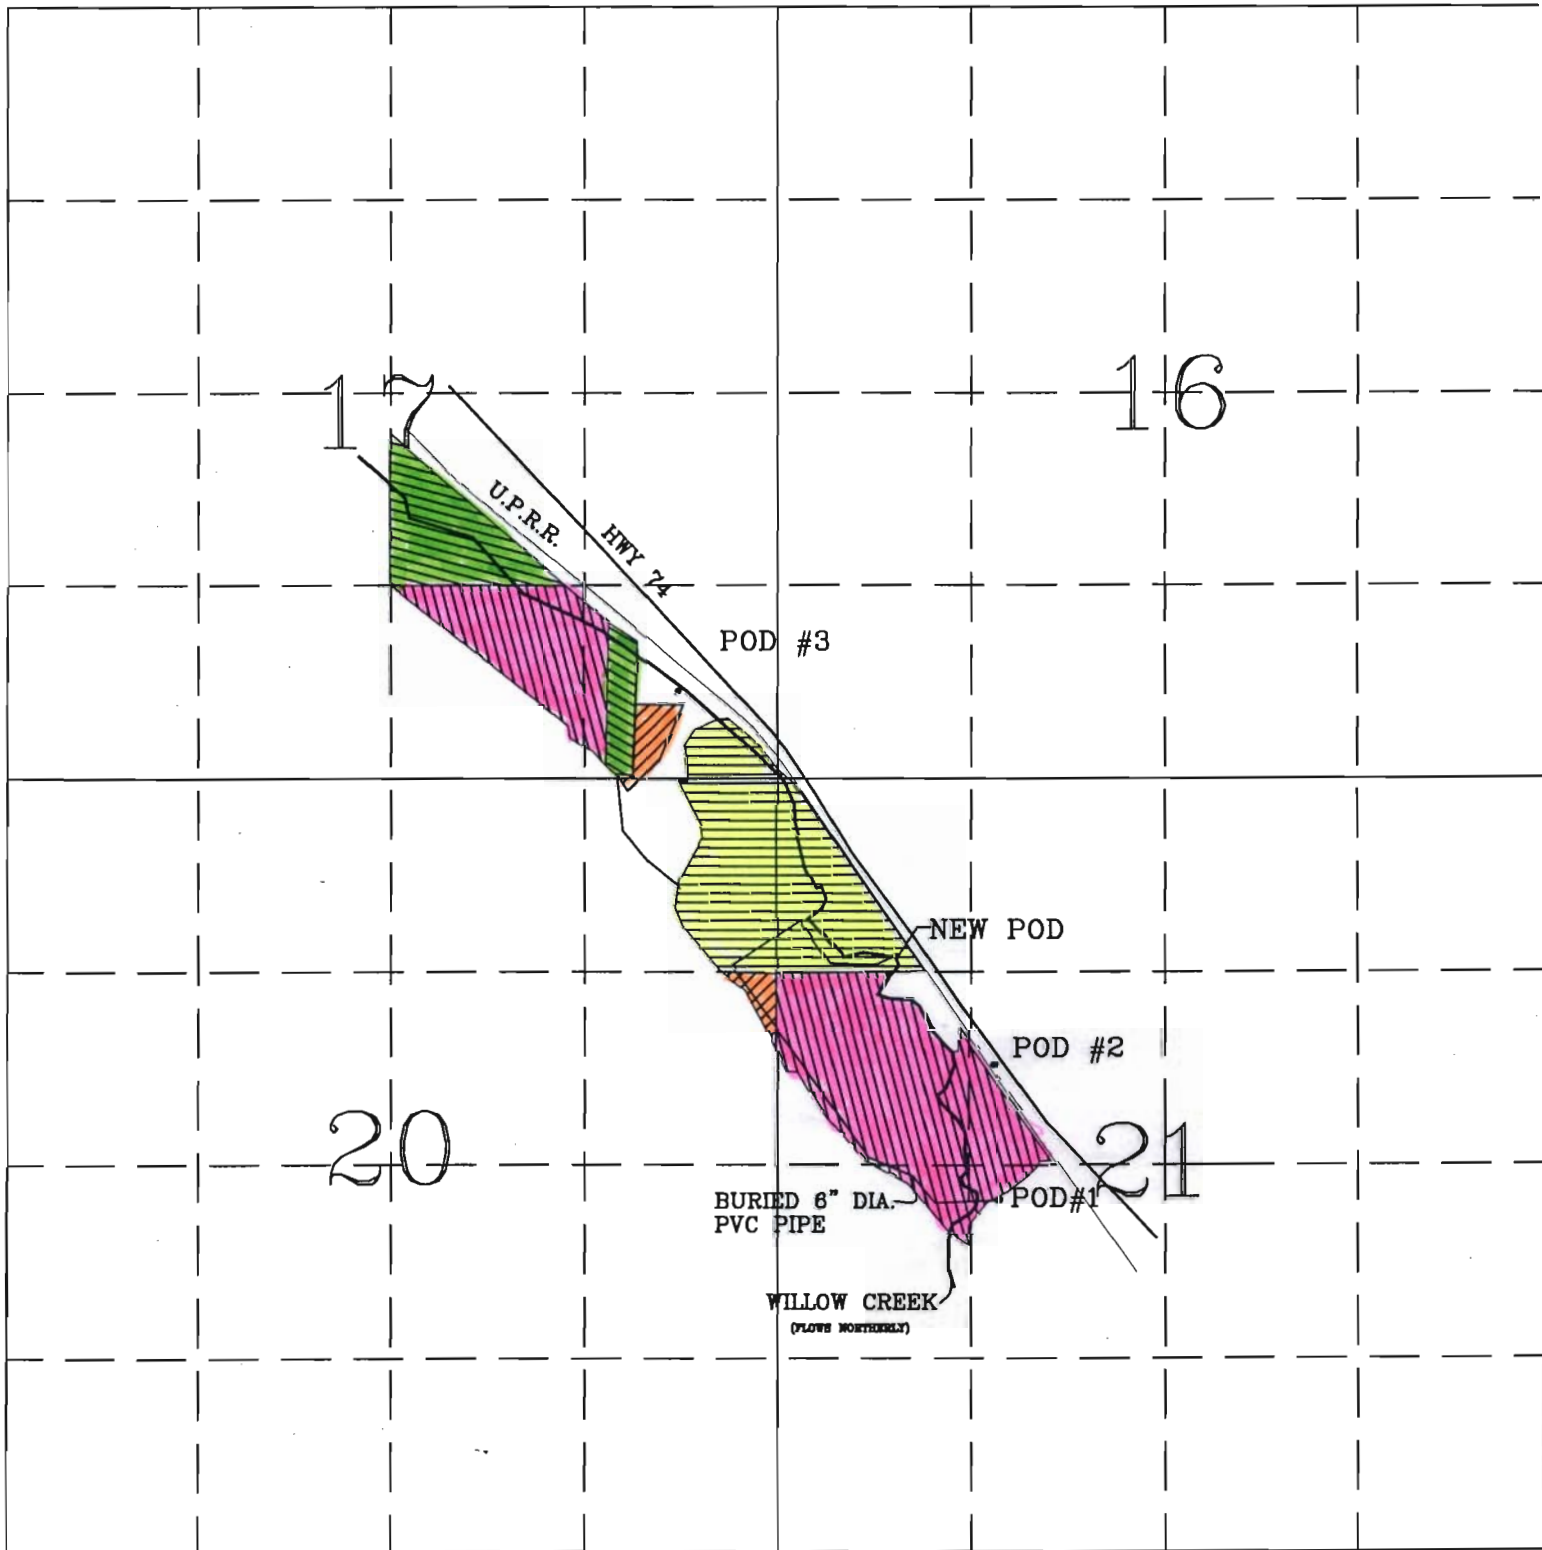 17
16
U.P.R.R.
HWY 74
POD #3
NEW POD
POD #2
20
21
BURIED 6" DIA.
PVC PIPE
POD#1
WILLOW CREEK
(FLOWS NORTHERLY)